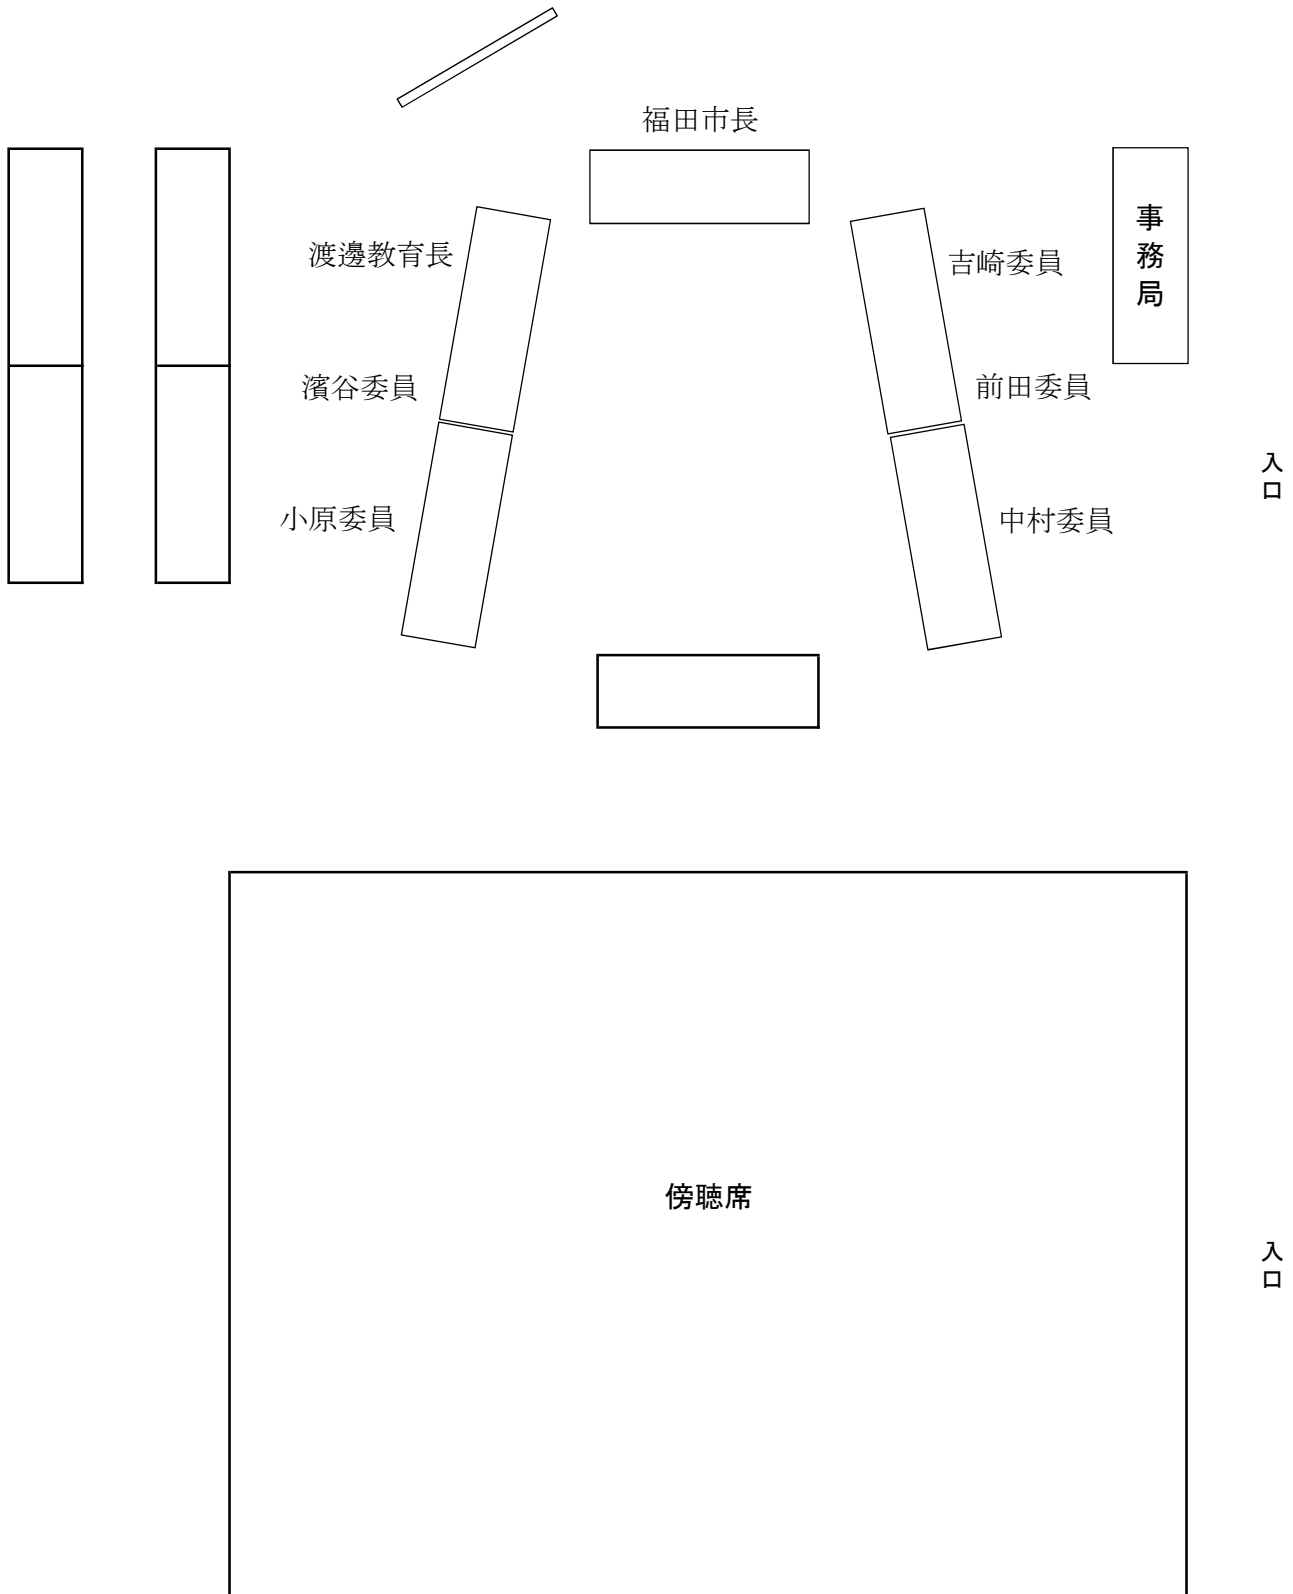 福田市長
渡邊教育長
吉崎委員
事務局
濱谷委員
前田委員
入口
小原委員
中村委員
傍聴席
入口